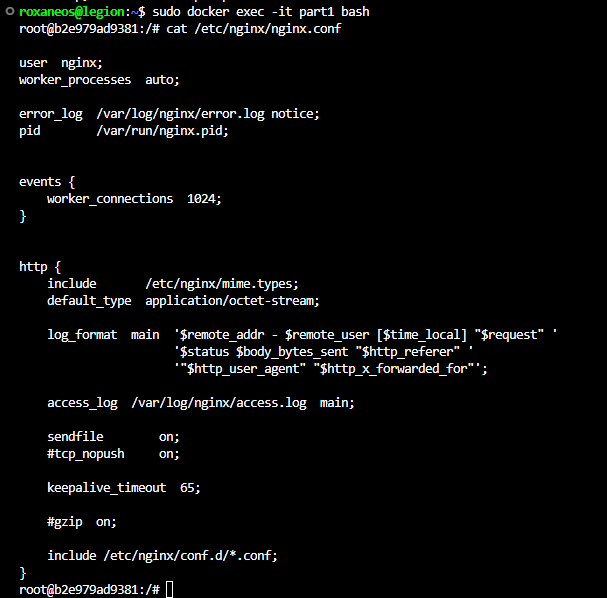 roxaneos@legion:~$ sudo docker exec -it part1 bash
root@b2e979ad9381:/# cat /etc/nginx/nginx.conf
user  nginx;
worker_processes  auto;
error_log  /var/log/nginx/error.log notice;
pid        /var/run/nginx.pid;
events {
    worker_connections  1024;
}
http {
    include       /etc/nginx/mime.types;
    default_type  application/octet-stream;
    log_format  main  '$remote_addr - $remote_user [$time_local] "$request" '
                      '$status $body_bytes_sent "$http_referer" '
                      '"$http_user_agent" "$http_x_forwarded_for"';
    access_log  /var/log/nginx/access.log  main;
    sendfile        on;
    #tcp_nopush     on;
    keepalive_timeout  65;
    #gzip  on;
    include /etc/nginx/conf.d/*.conf;
}
root@b2e979ad9381:/#